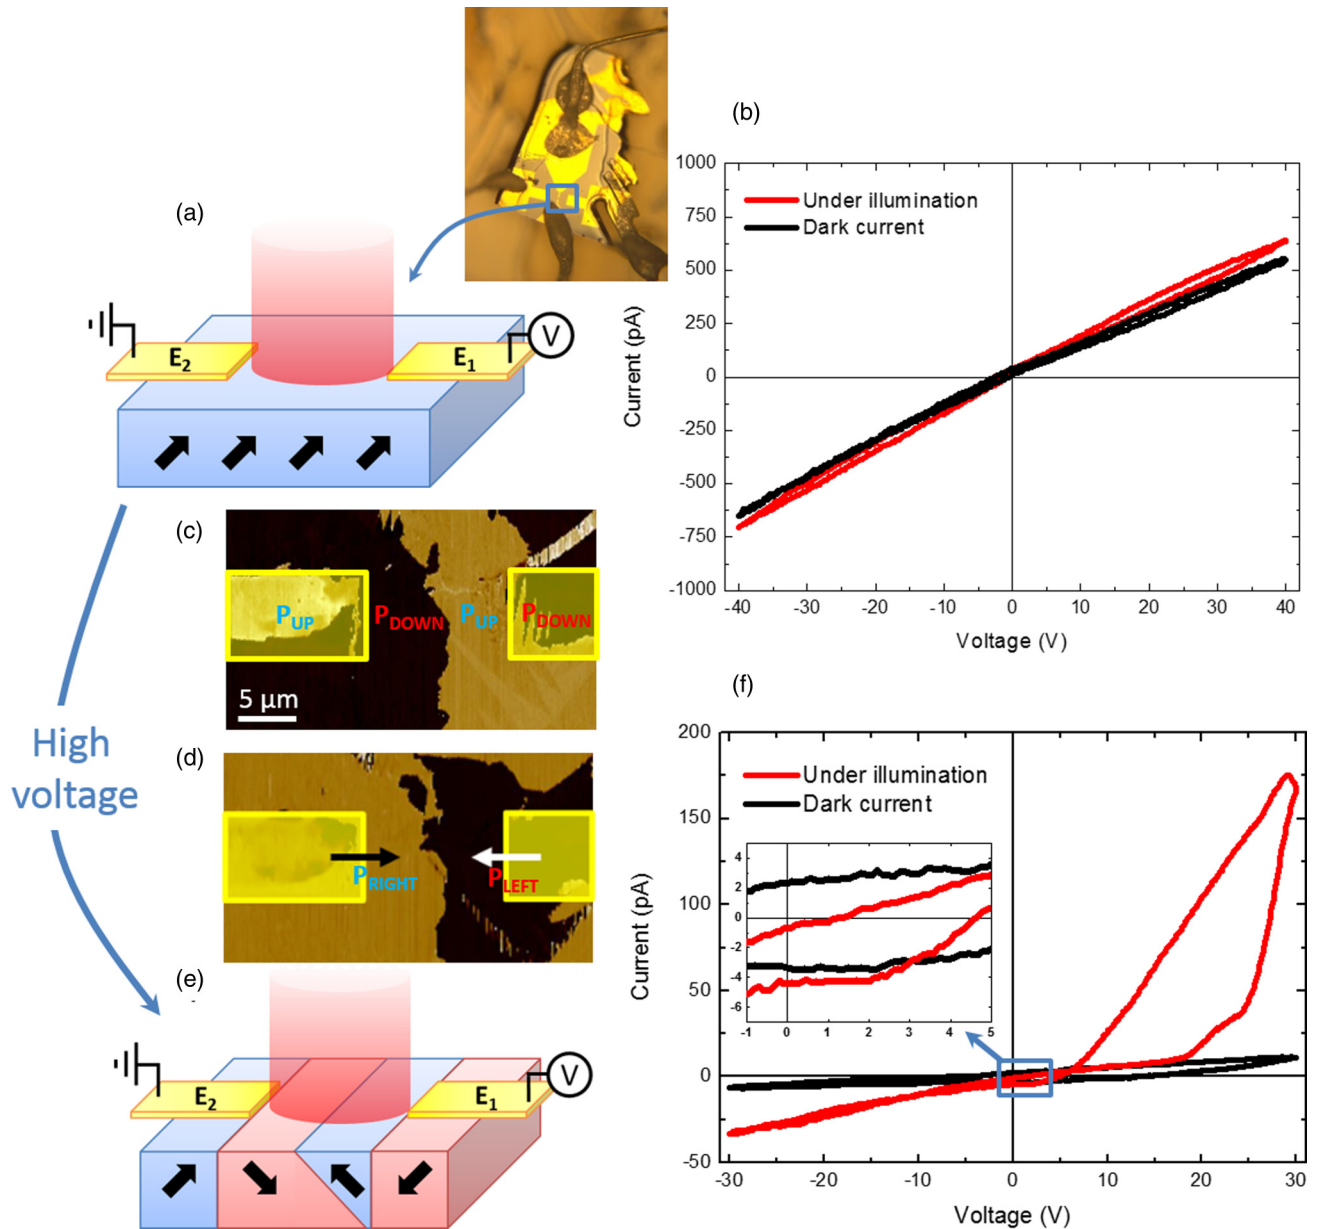 (a)
E2
E1
V
(b)
1000
750
500
250
0
-250
-500
-750
-1000
Current (pA)
Under illumination
Dark current
-40
-30
-20
-10
0
10
20
30
40
Voltage (V)
(c)
PUP PDOWN PUP PDOWN
5 µm
High
voltage
(d)
PRIGHT PLEFT
(e)
E2
E1
V
(f)
200
150
100
50
0
-50
Current (pA)
Under illumination
Dark current
4
2
0
-2
-4
-6
-1 0 1 2 3 4 5
-30 -20 -10 0 10 20 30
Voltage (V)